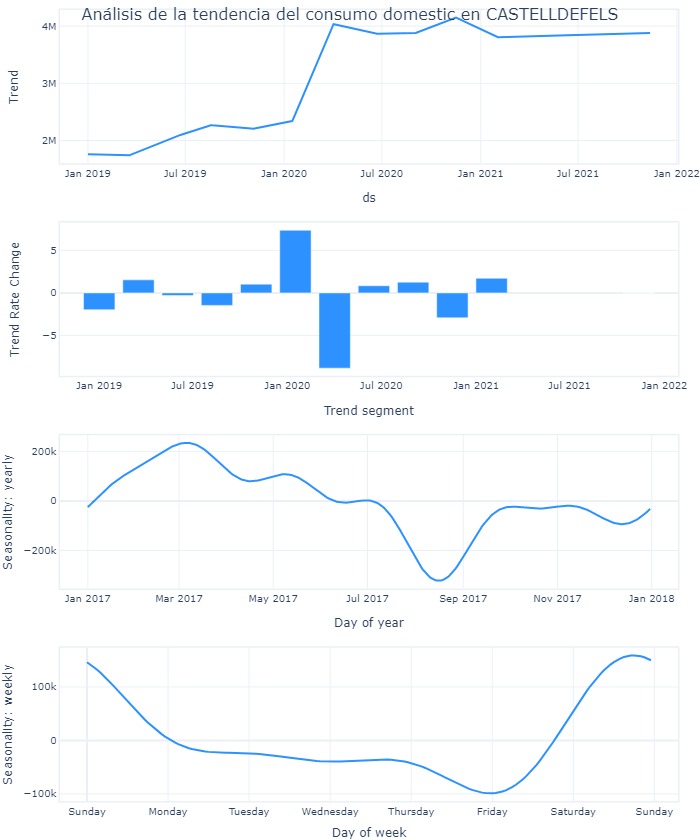 Análisis de la tendencia del consumo domestic en CASTELLDEFELS
4M
3M
2M
Trend
Jan 2019 Jul 2019 Jan 2020 Jul 2020 Jan 2021 Jul 2021 Jan 2022
ds
5
0
−5
Trend Rate Change
Jan 2019 Jul 2019 Jan 2020 Jul 2020 Jan 2021 Jul 2021 Jan 2022
Trend segment
200k
0
−200k
Seasonality: yearly
Jan 2017 Mar 2017 May 2017 Jul 2017 Sep 2017 Nov 2017 Jan 2018
Day of year
100k
0
−100k
Seasonality: weekly
Sunday Monday Tuesday Wednesday Thursday Friday Saturday Sunday
Day of week